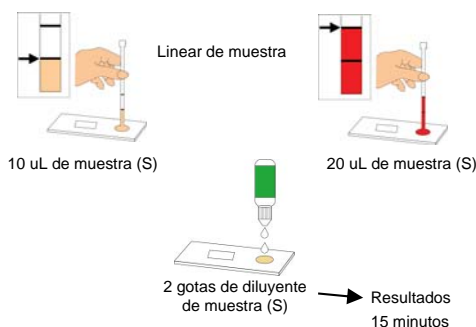 Linear de muestra
10 uL de muestra (S)
20 uL de muestra (S)
2 gotas de diluyente
de muestra (S)
Resultados
15 minutos